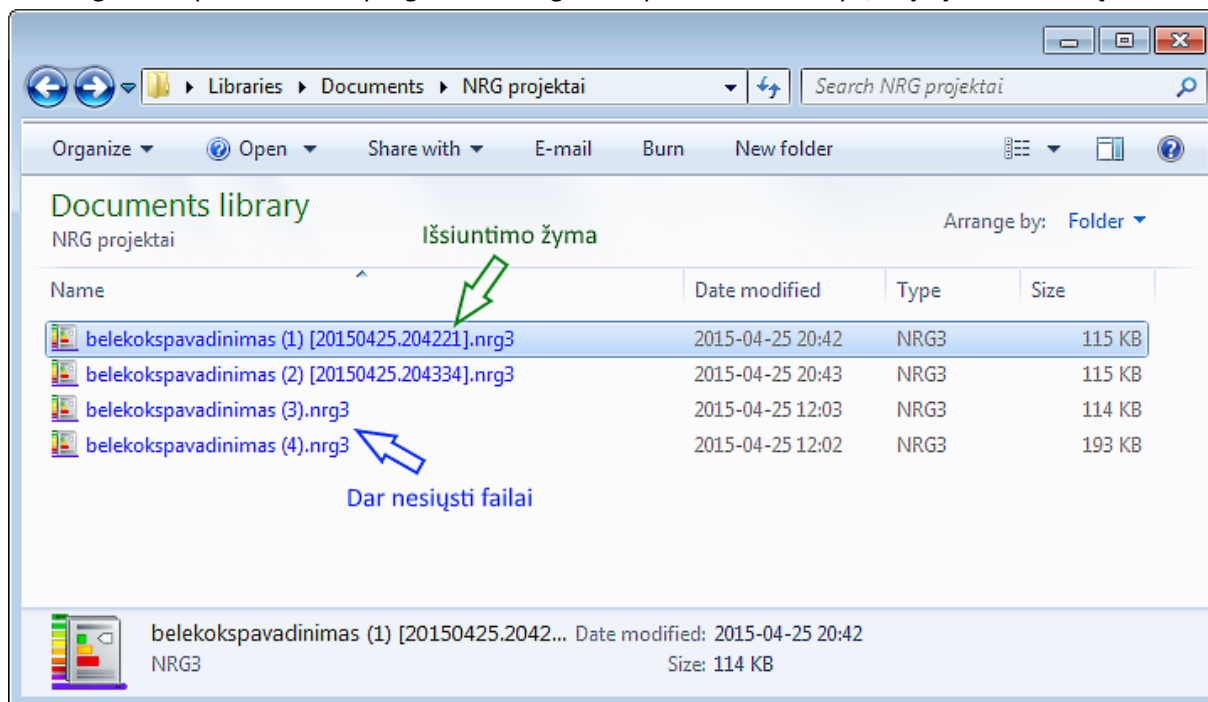 Libraries ▸ Documents ▸ NRG projektai
Search NRG projektai
Organize Open Share with E-mail Burn New folder
Documents library
NRG projektai
Arrange by: Folder
Išsiuntimo žyma
Name Date modified Type Size
belekokspavadinimas (1) [20150425.204221].nrg3 2015-04-25 20:42 NRG3 115 KB
belekokspavadinimas (2) [20150425.204334].nrg3 2015-04-25 20:43 NRG3 115 KB
belekokspavadinimas (3).nrg3 2015-04-25 12:03 NRG3 114 KB
belekokspavadinimas (4).nrg3 2015-04-25 12:02 NRG3 193 KB
Dar nesiųsti failai
belekokspavadinimas (1) [20150425.2042... Date modified: 2015-04-25 20:42
NRG3 Size: 114 KB